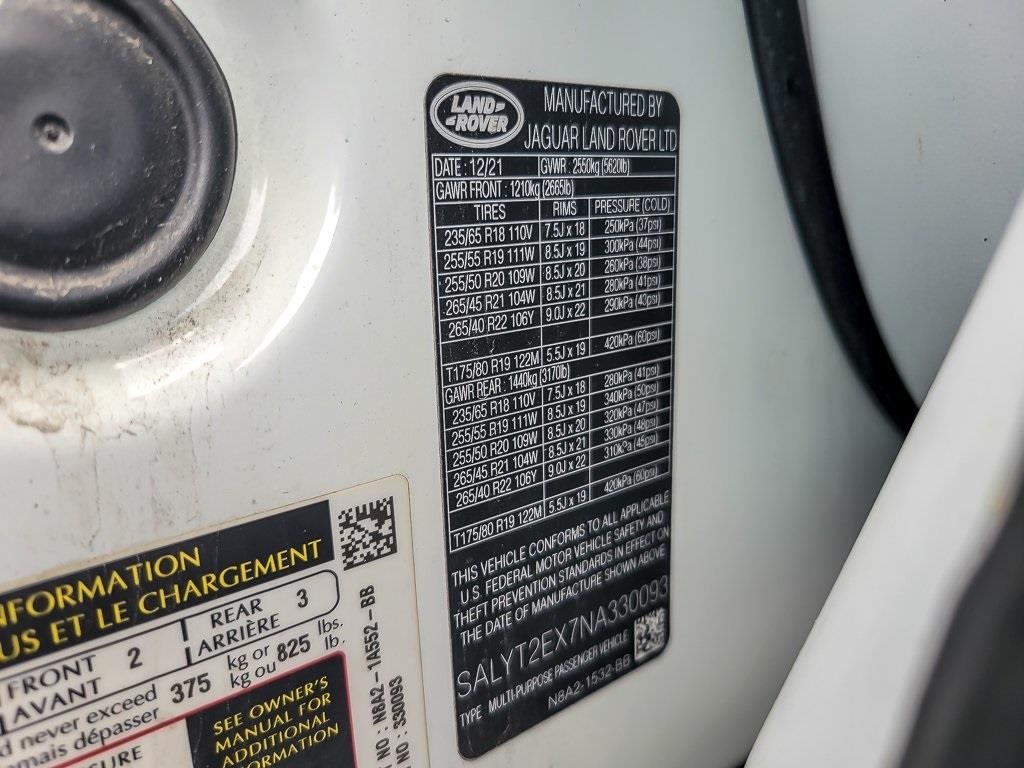 LAND-
-ROVER
MANUFACTURED BY
JAGUAR LAND ROVER LTD
DATE : 12/21 GVWR : 2550kg (5620lb)
GAWR FRONT : 1210kg (2665lb)
TIRES RIMS PRESSURE (COLD)
235/65 R18 110V 7.5J x 18 250kPa (37psi)
255/55 R19 111W 8.5J x 19 300kPa (44psi)
255/50 R20 109W 8.5J x 20 260kPa (38psi)
265/45 R21 104W 8.5J x 21 280kPa (41psi)
265/40 R22 106Y 9.0J x 22 290kPa (43psi)
T175/80 R19 122M 5.5J x 19 420kPa (60psi)
GAWR REAR : 1440kg (3170lb)
235/65 R18 110V 7.5J x 18 280kPa (41psi)
255/55 R19 111W 8.5J x 19 340kPa (50psi)
255/50 R20 109W 8.5J x 20 320kPa (47psi)
265/45 R21 104W 8.5J x 21 330kPa (48psi)
265/40 R22 106Y 9.0J x 22 310kPa (45psi)
T175/80 R19 122M 5.5J x 19 420kPa (60psi)
THIS VEHICLE CONFORMS TO ALL APPLICABLE
U.S. FEDERAL MOTOR VEHICLE SAFETY AND
THEFT PREVENTION STANDARDS IN EFFECT ON
THE DATE OF MANUFACTURE SHOWN ABOVE
SALYT2EX7NA330093
TYPE MULTI-PURPOSE PASSENGER VEHICLE
N8A2-1532-BB
NFORMATION
US ET LE CHARGEMENT
FRONT 2 REAR 3
AVANT ARRIÈRE
never exceed 375 kg or 825 lbs.
dépasser kg ou lb.
SEE OWNER'S
MANUAL FOR
ADDITIONAL
NO : N8A2-1A552-BB
NO : 330093